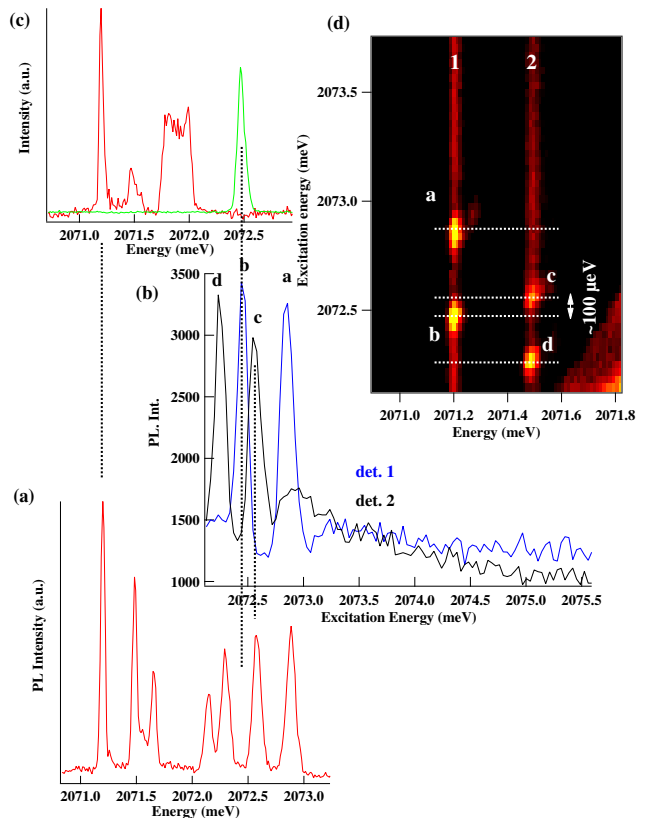 (c)
Intensity (a.u.)
2071.0 2071.5 2072.0 2072.5
Energy (meV)
(d)
1 2
a
b
c
d
~100 µeV
2073.5
2073.0
2072.5
Excitation energy (meV)
2071.0 2071.2 2071.4 2071.6 2071.8
Energy (meV)
(b)
d b c a
3500
3000
2500
2000
1500
1000
PL. Int.
det. 1
det. 2
2072.5 2073.0 2073.5 2074.0 2074.5 2075.0 2075.5
Excitation Energy (meV)
(a)
PL Intensity (a.u.)
2071.0 2071.5 2072.0 2072.5 2073.0
Energy (meV)